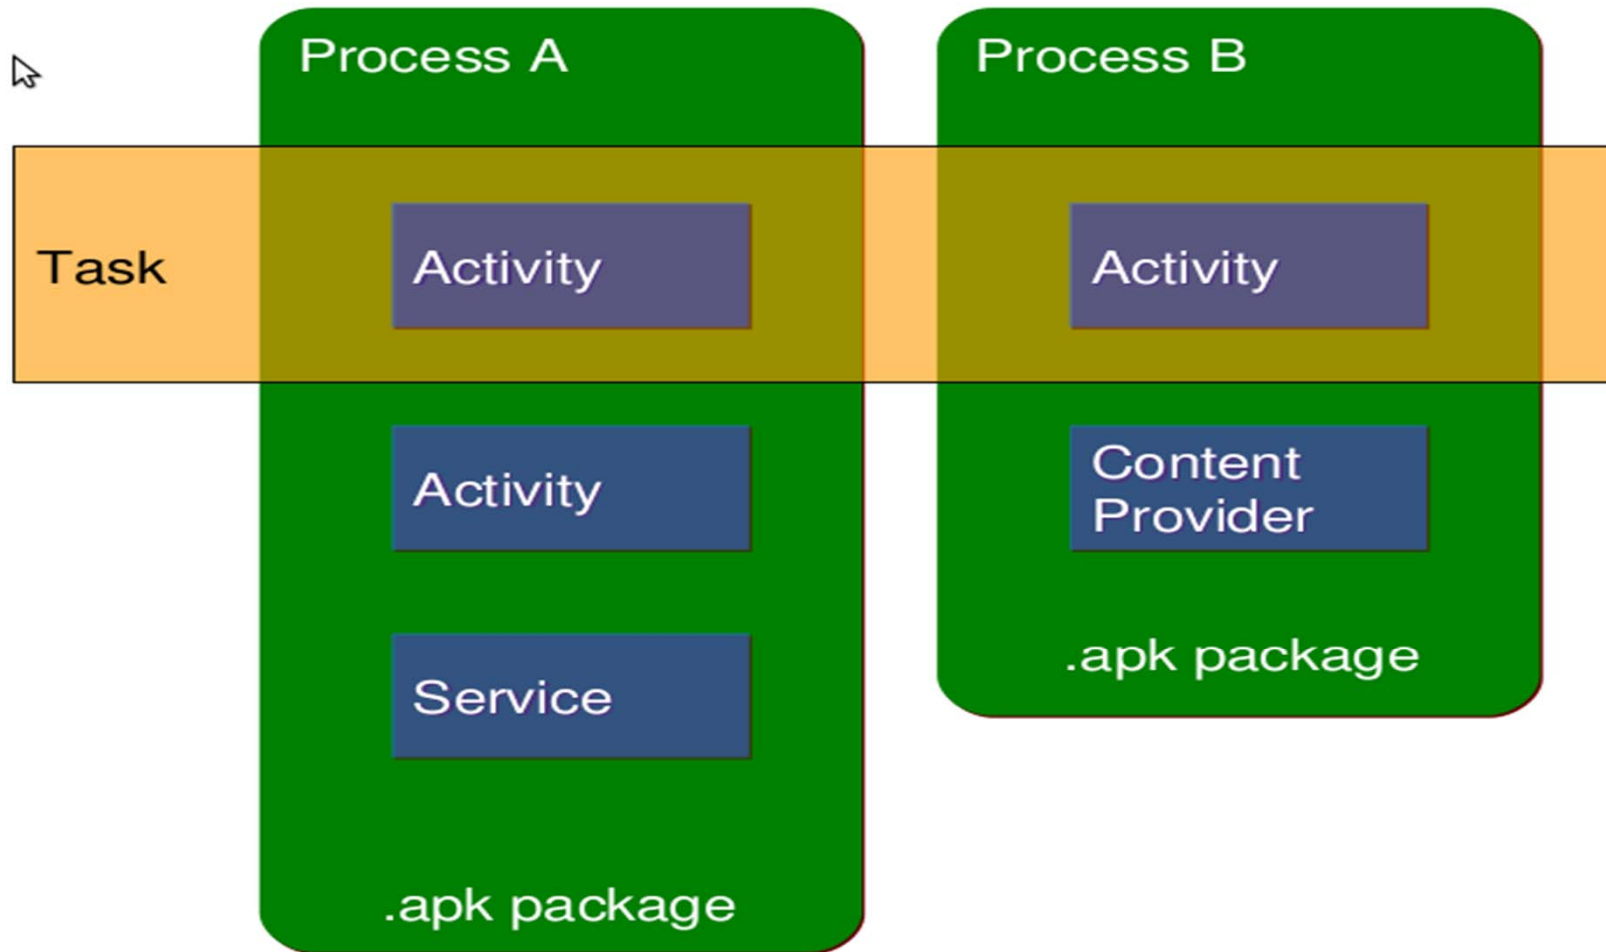 Process A
Process B
Task
Activity
Activity
Activity
Content
Provider
Service
.apk package
.apk package